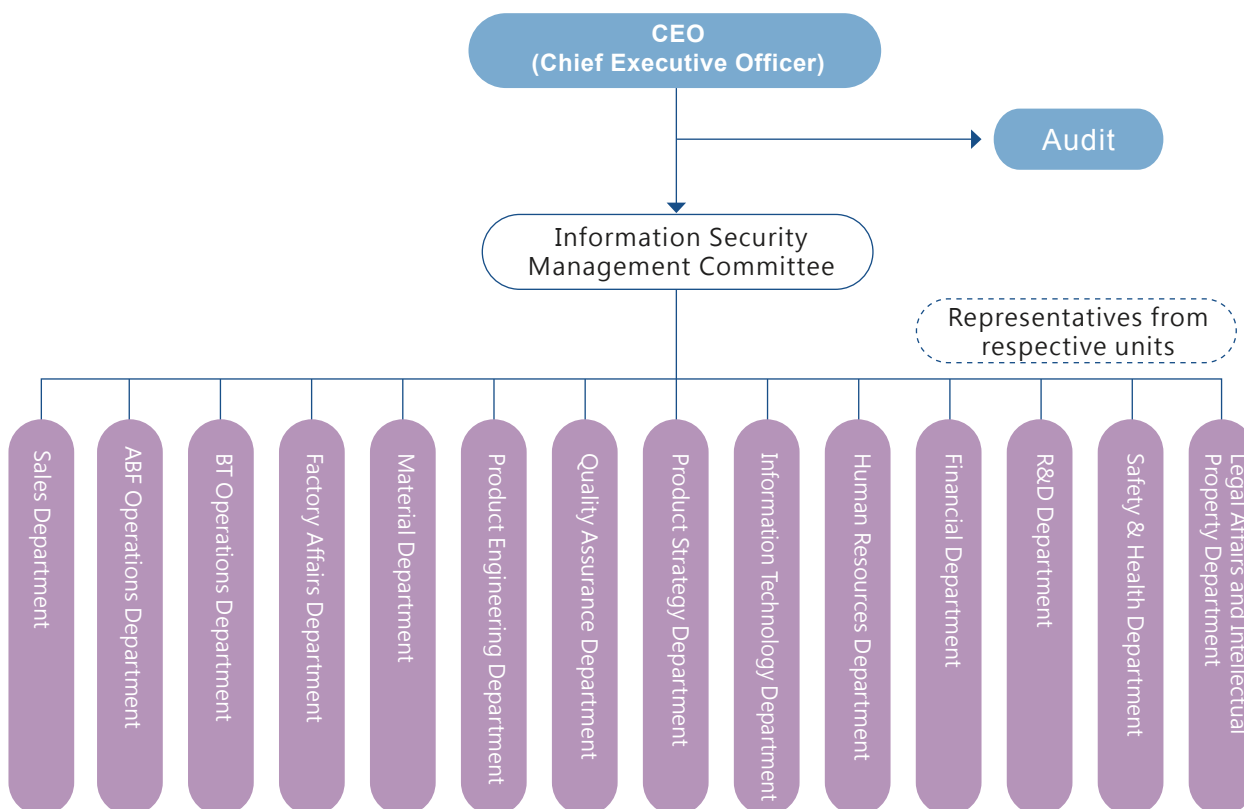 CEO
(Chief Executive Officer)
Audit
Information Security
Management Committee
Representatives from
respective units
Sales Department
ABF Operations Department
BT Operations Department
Factory Affairs Department
Material Department
Product Engineering Department
Quality Assurance Department
Product Strategy Department
Information Technology Department
Human Resources Department
Financial Department
R&D Department
Safety & Health Department
Legal Affairs and Intellectual
Property Department